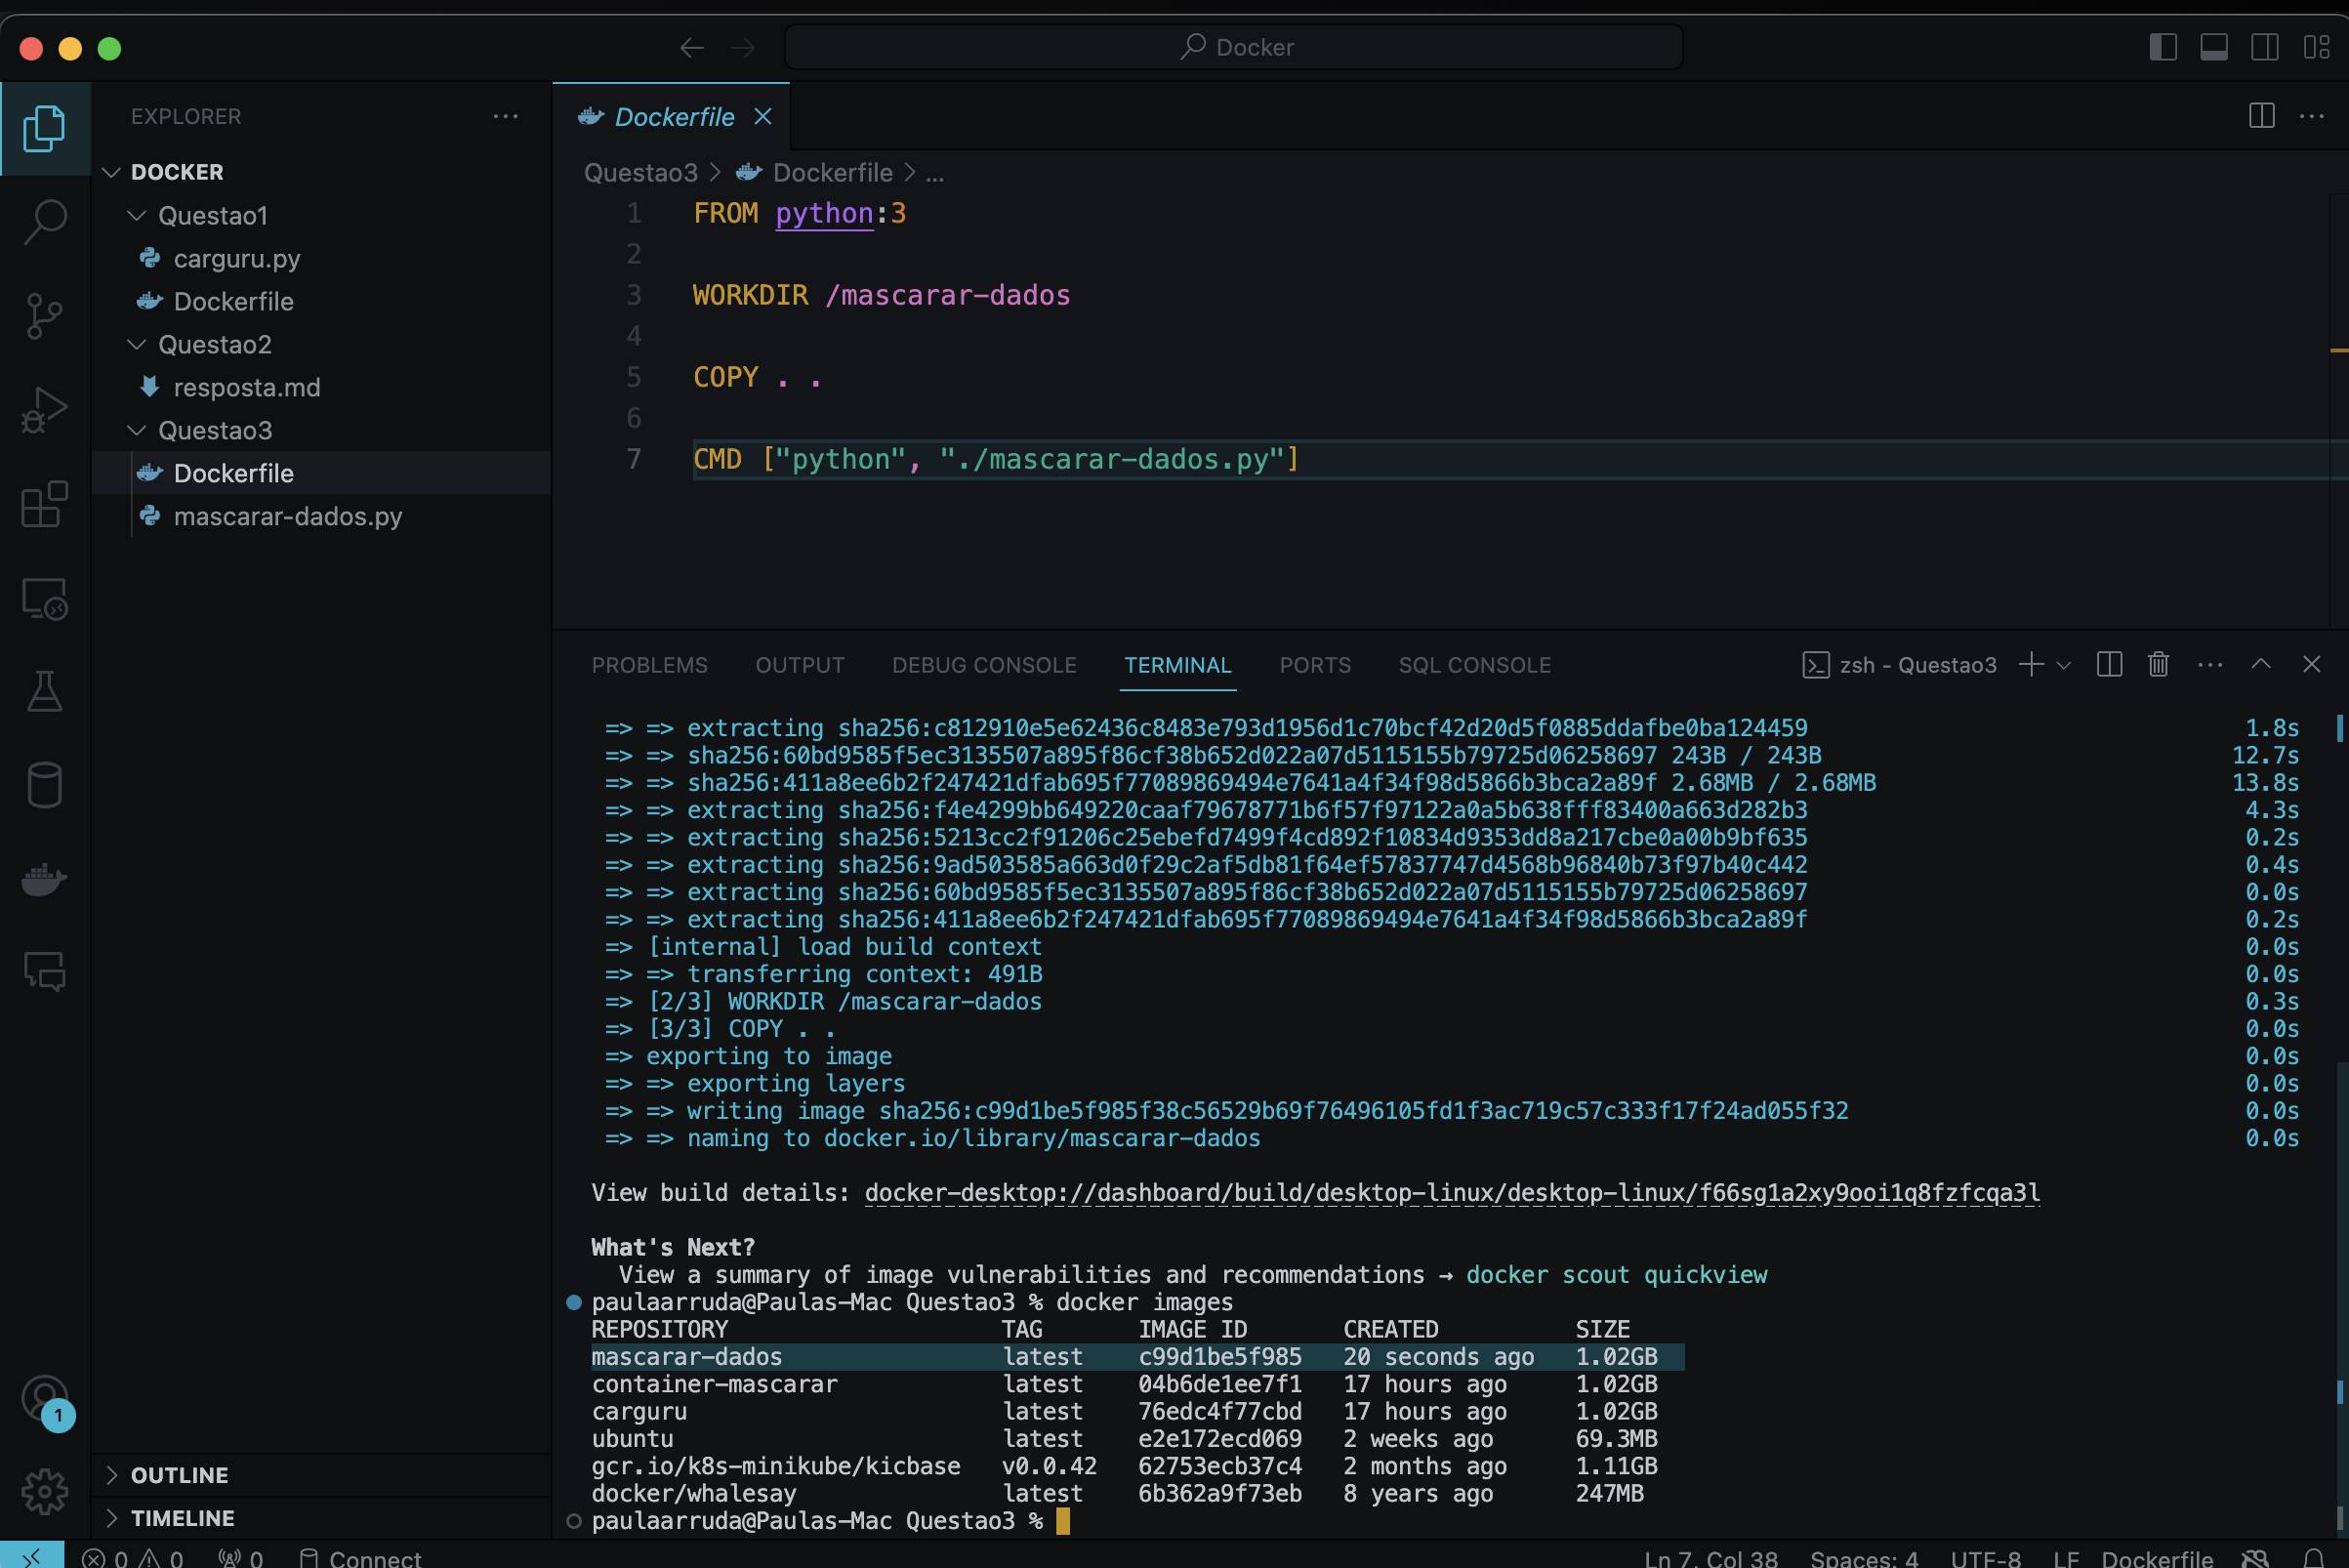 Docker
EXPLORER
DOCKER
Questao1
carguru.py
Dockerfile
Questao2
resposta.md
Questao3
Dockerfile
mascarar-dados.py
OUTLINE
TIMELINE
1
Dockerfile
Questao3 > Dockerfile > ...
1 FROM python:3
2
3 WORKDIR /mascarar-dados
4
5 COPY . .
6
7 CMD ["python", "./mascarar-dados.py"]
PROBLEMS OUTPUT DEBUG CONSOLE TERMINAL PORTS SQL CONSOLE zsh - Questao3
=> => extracting sha256:c812910e5e62436c8483e793d1956d1c70bcf42d20d5f0885ddafbe0ba124459 1.8s
=> => sha256:60bd9585f5ec3135507a895f86cf38b652d022a07d5115155b79725d06258697 243B / 243B 12.7s
=> => sha256:411a8ee6b2f247421dfab695f77089869494e7641a4f34f98d5866b3bca2a89f 2.68MB / 2.68MB 13.8s
=> => extracting sha256:f4e4299bb649220caaf79678771b6f57f97122a0a5b638fff83400a663d282b3 4.3s
=> => extracting sha256:5213cc2f91206c25ebefd7499f4cd892f10834d9353dd8a217cbe0a00b9bf635 0.2s
=> => extracting sha256:9ad503585a663d0f29c2af5db81f64ef57837747d4568b96840b73f97b40c442 0.4s
=> => extracting sha256:60bd9585f5ec3135507a895f86cf38b652d022a07d5115155b79725d06258697 0.0s
=> => extracting sha256:411a8ee6b2f247421dfab695f77089869494e7641a4f34f98d5866b3bca2a89f 0.2s
=> [internal] load build context 0.0s
=> => transferring context: 491B 0.0s
=> [2/3] WORKDIR /mascarar-dados 0.3s
=> [3/3] COPY . . 0.0s
=> exporting to image 0.0s
=> => exporting layers 0.0s
=> => writing image sha256:c99d1be5f985f38c56529b69f76496105fd1f3ac719c57c333f17f24ad055f32 0.0s
=> => naming to docker.io/library/mascarar-dados 0.0s
View build details: docker-desktop://dashboard/build/desktop-linux/desktop-linux/f66sg1a2xy9ooi1q8fzfcqa3l
What's Next?
View a summary of image vulnerabilities and recommendations → docker scout quickview
paulaarruda@Paulas-Mac Questao3 % docker images
REPOSITORY TAG IMAGE ID CREATED SIZE
mascarar-dados latest c99d1be5f985 20 seconds ago 1.02GB
container-mascarar latest 04b6de1ee7f1 17 hours ago 1.02GB
carguru latest 76edc4f77cbd 17 hours ago 1.02GB
ubuntu latest e2e172ecd069 2 weeks ago 69.3MB
gcr.io/k8s-minikube/kicbase v0.0.42 62753ecb37c4 2 months ago 1.11GB
docker/whalesay latest 6b362a9f73eb 8 years ago 247MB
paulaarruda@Paulas-Mac Questao3 %
0 0 0 Connect Ln 7, Col 38 Spaces: 4 UTF-8 LF Dockerfile